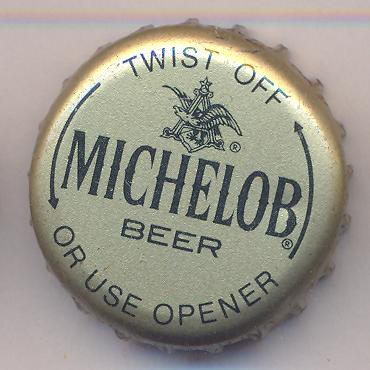 TWIST OFF
®
MICHELOB®
BEER
OR USE OPENER